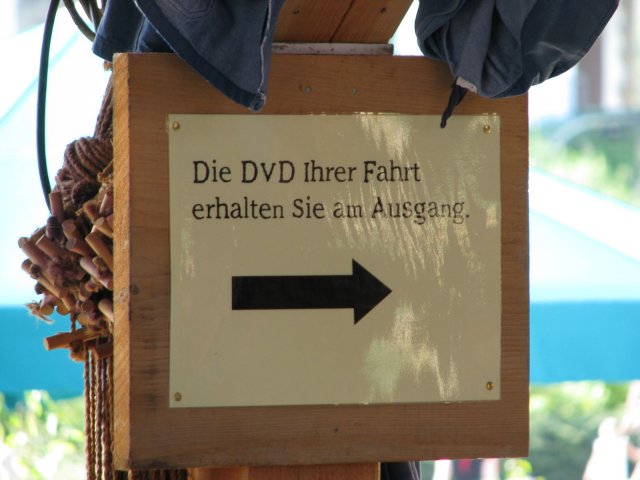 Die DVD Ihrer Fahrt
erhalten Sie am Ausgang.